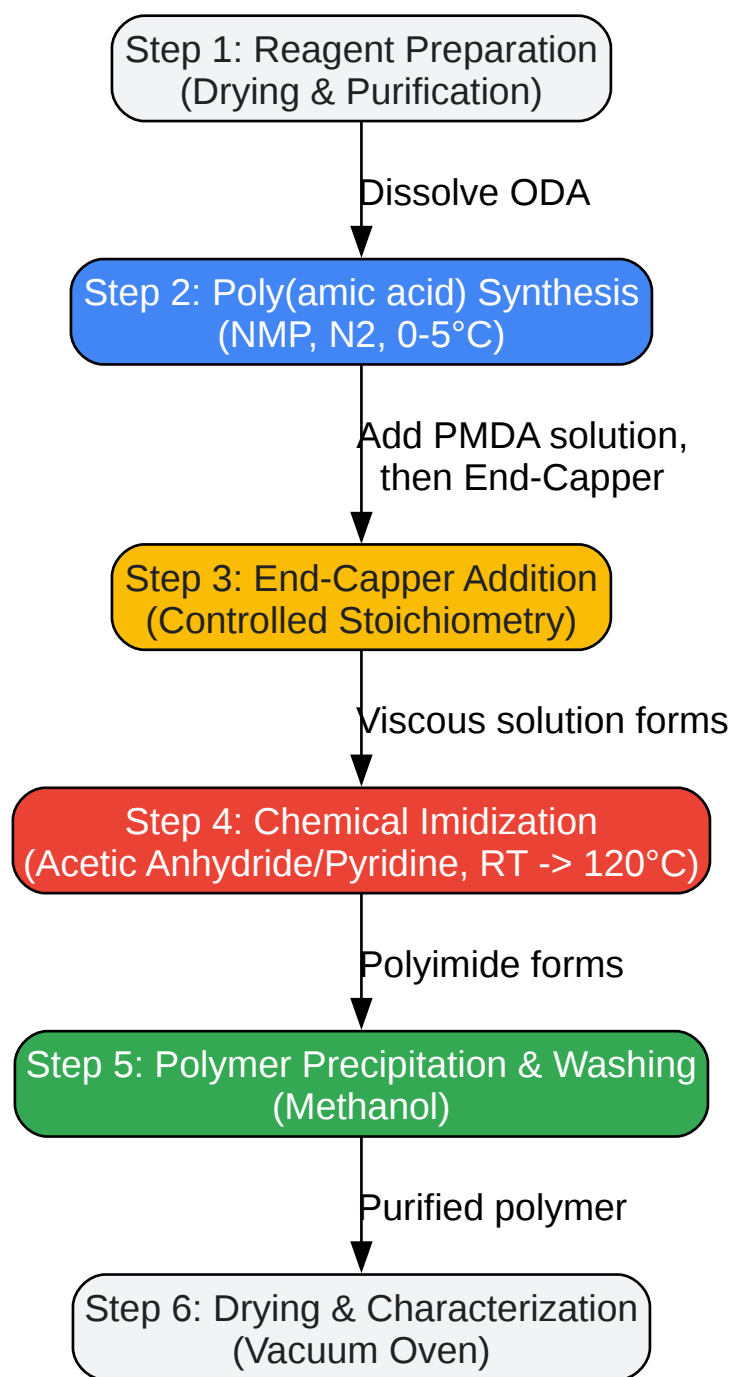 Step 1: Reagent Preparation
(Drying & Purification)
Dissolve ODA
Step 2: Poly(amic acid) Synthesis
(NMP, N2, 0-5°C)
Add PMDA solution,
then End-Capper
Step 3: End-Capper Addition
(Controlled Stoichiometry)
Viscous solution forms
Step 4: Chemical Imidization
(Acetic Anhydride/Pyridine, RT -> 120°C)
Polyimide forms
Step 5: Polymer Precipitation & Washing
(Methanol)
Purified polymer
Step 6: Drying & Characterization
(Vacuum Oven)